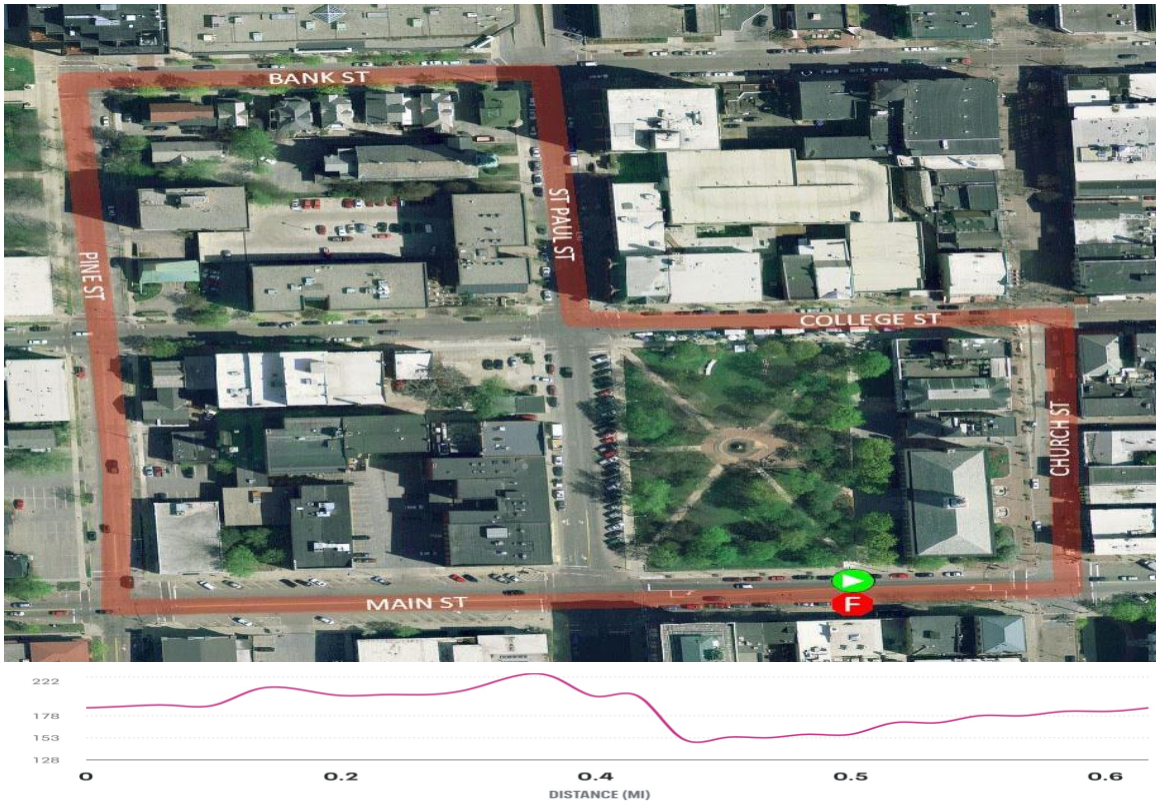 BANK ST
ST PAUL ST
PINE ST
COLLEGE ST
CHURCH ST
MAIN ST
F
222
178
153
128
0 0.2 0.4 0.5 0.6
DISTANCE (MI)